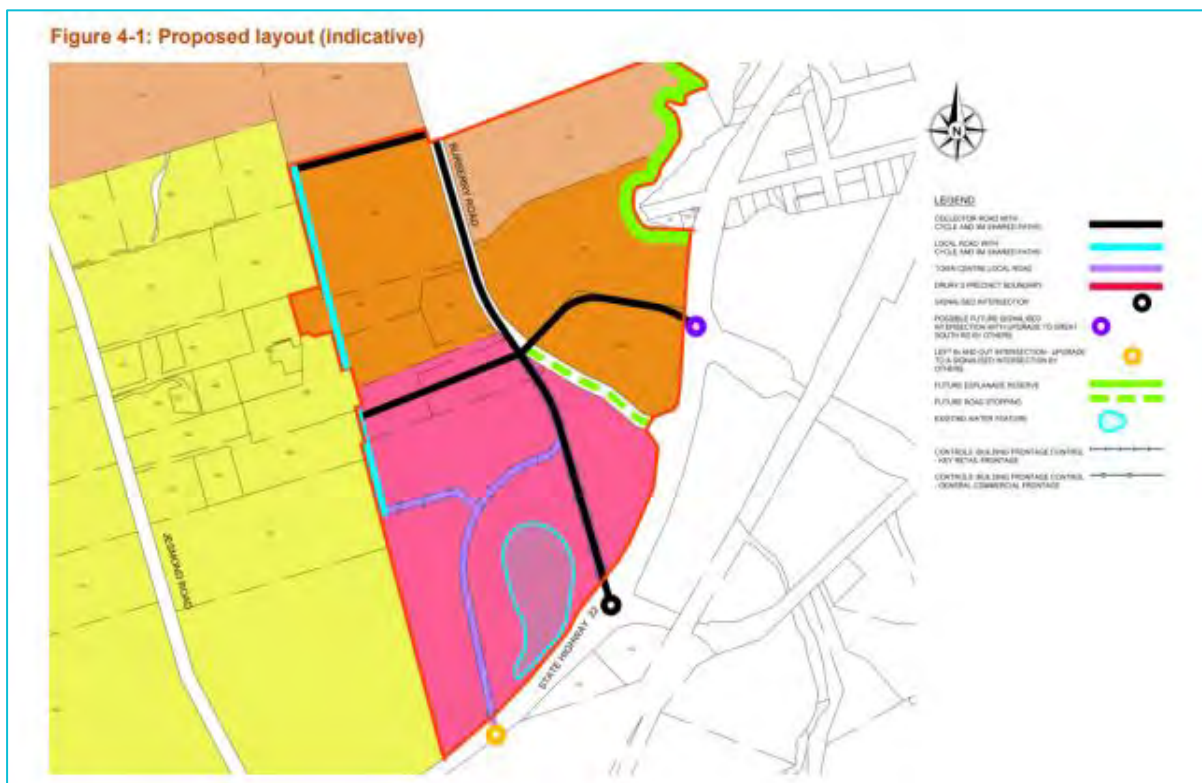 Figure 4-1: Proposed layout (indicative)
BURBERRY ROAD
JESMOND ROAD
STATE HIGHWAY 22
N
LEGEND
COLLECTOR ROAD WITH
CYCLE AND 3M SHARED PATHS
LOCAL ROAD WITH
CYCLE AND 3M SHARED PATHS
TOWN CENTRE LOCAL ROAD
DRURY 2 PRECINCT BOUNDARY
SIGNALISED INTERSECTION
POSSIBLE FUTURE SIGNALISED
INTERSECTION WITH UPGRADE TO GREAT
SOUTH RD BY OTHERS
LEFT IN AND OUT INTERSECTION - UPGRADE
TO A SIGNALISED INTERSECTION BY
OTHERS
FUTURE ESPLANADE RESERVE
FUTURE ROAD STOPPING
EXISTING WATER FEATURE
CONTROLS: BUILDING FRONTAGE CONTROL
- KEY RETAIL FRONTAGE
CONTROLS: BUILDING FRONTAGE CONTROL
- GENERAL COMMERCIAL FRONTAGE